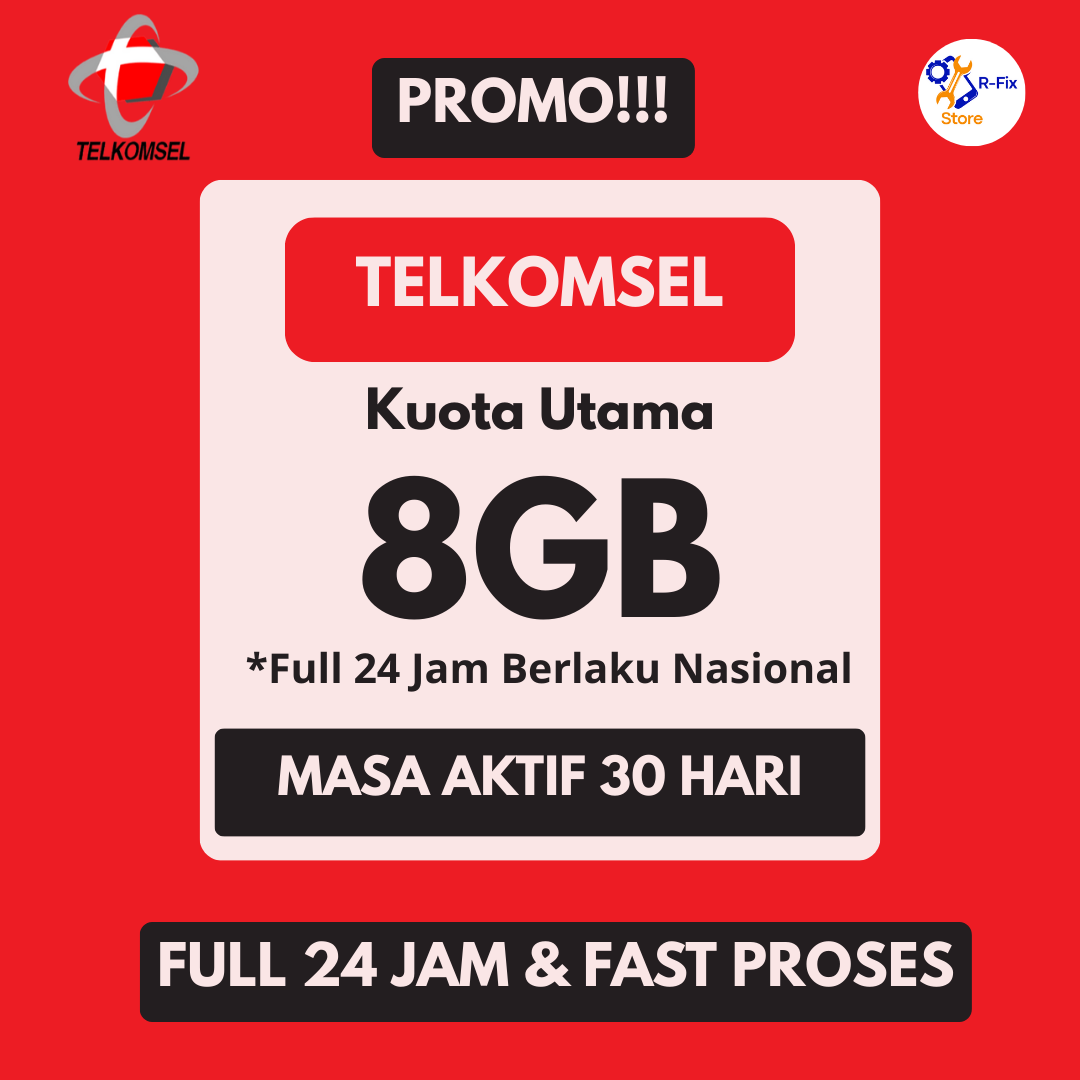 TELKOMSEL
PROMO!!!
R-Fix
Store
TELKOMSEL
Kuota Utama
8GB
*Full 24 Jam Berlaku Nasional
MASA AKTIF 30 HARI
FULL 24 JAM & FAST PROSES